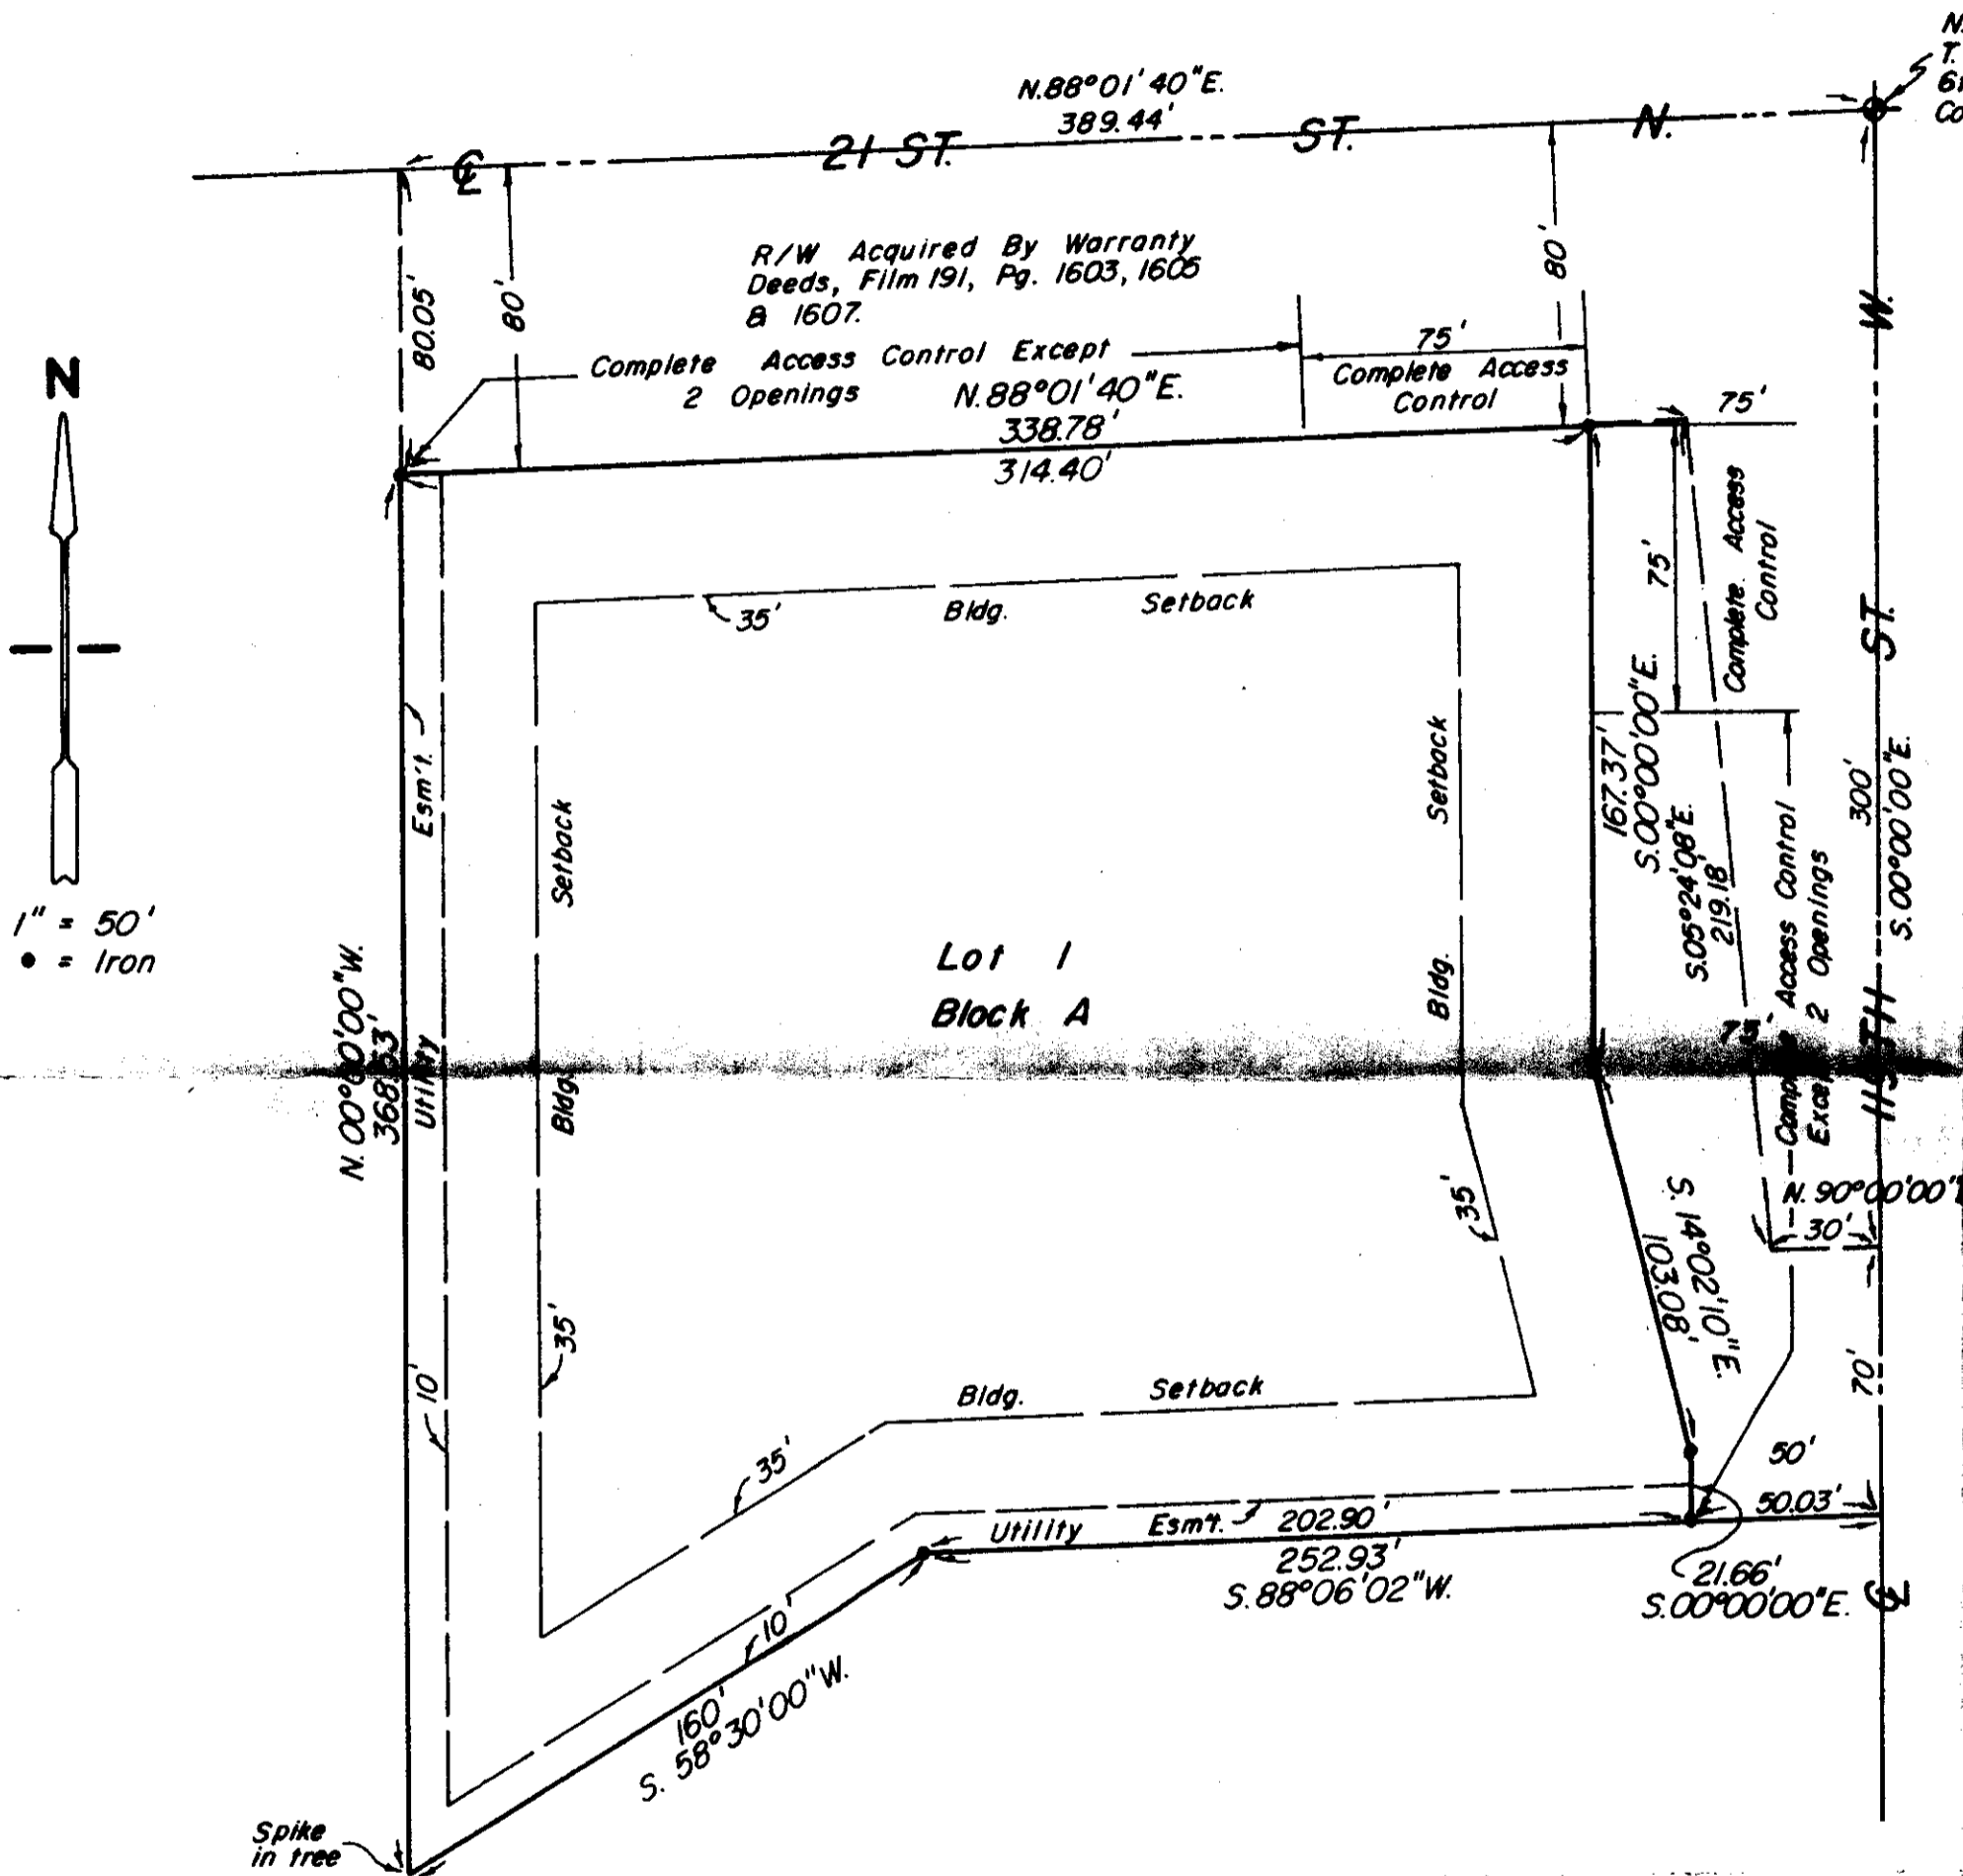 N.
T.
N.88°01'40"E.
389.44'
℄ 21 ST. ST. N.
80.05'
80'
R/W Acquired By Warranty
Deeds, Film 191, Pg. 1603, 1605
& 1607.
80'
Complete Access Control Except
2 Openings
75'
Complete Access
Control
N.88°01'40"E.
338.78'
314.40'
75'
N
1" = 50'
● = Iron
35' Bldg. Setback
75'
Complete Access
Control
Esm't.
Utility
10'
Setback
Bldg.
35'
Setback
Bldg.
35'
Lot 1
Block A
167.37'
S.00°00'00"E.
S.05°24'08"E.
219.18'
Complete Access Control
Except 2 Openings
300'
S.00°00'00"E.
W.
ST.
119TH
N.00°00'00"W.
368.53'
75'
N.90°00'00"
30'
S.14°02'10"E.
103.08'
70'
Bldg. Setback
35'
50'
50.03'
Utility Esm't.
202.90'
252.93'
S.88°06'02"W.
21.66'
S.00°00'00"E.
10'
160'
S.58°30'00"W.
Spike
in tree